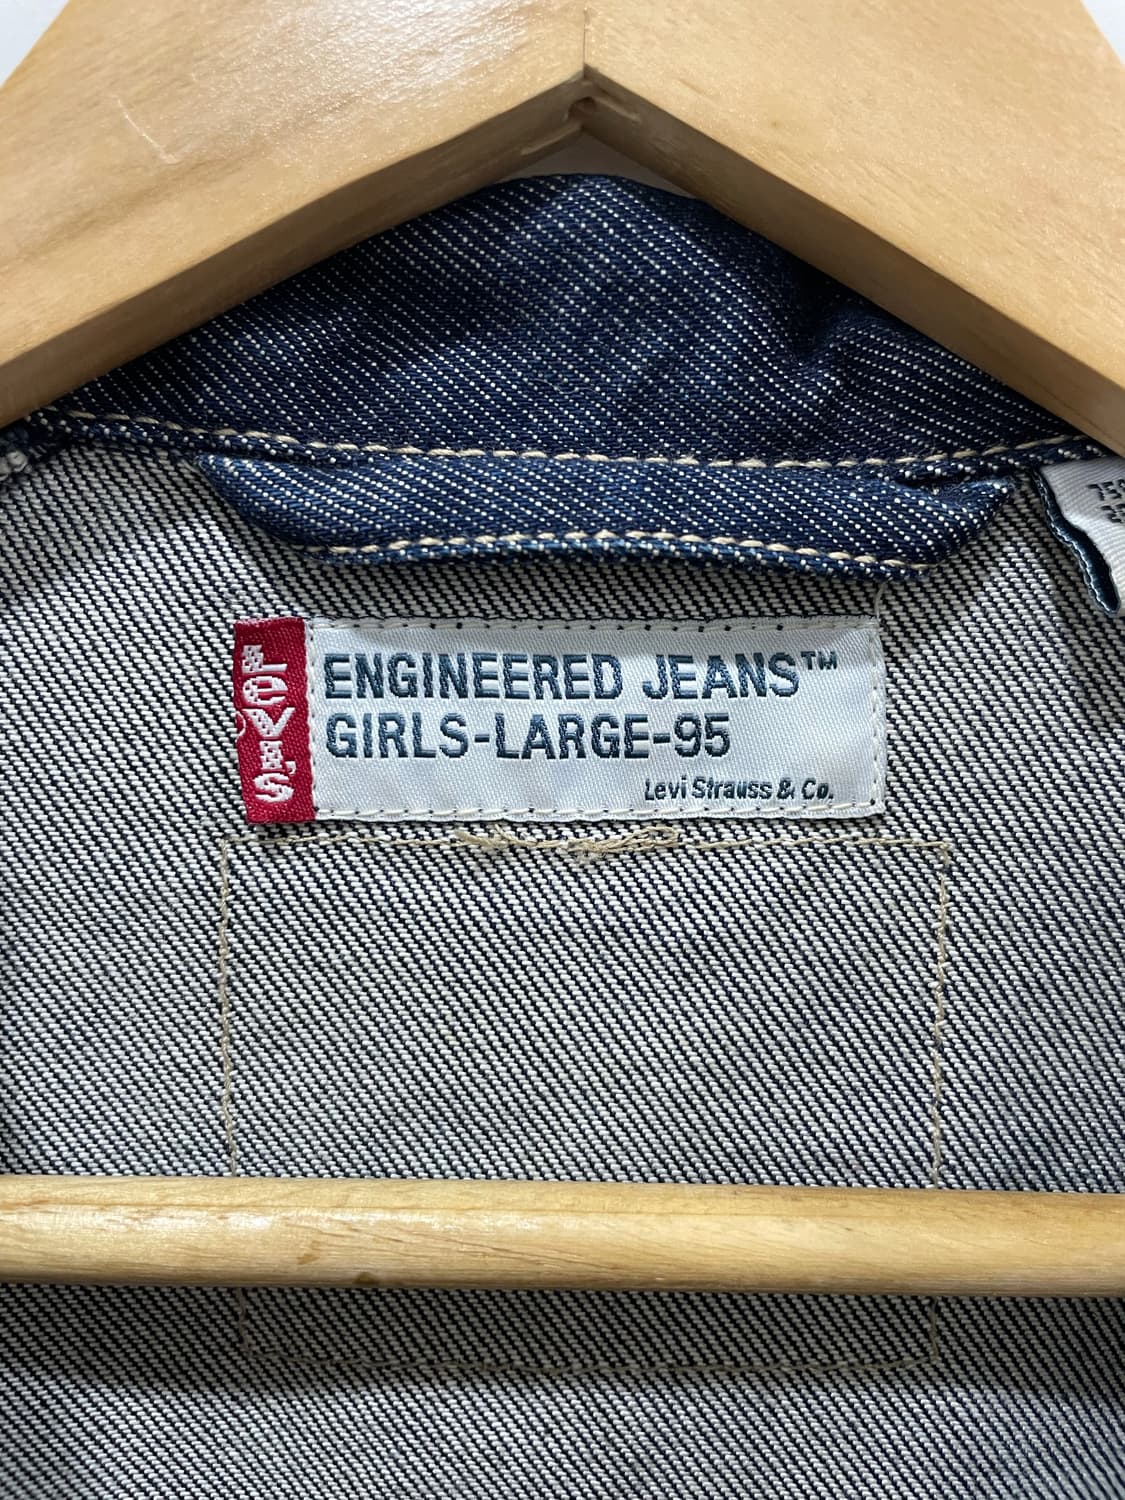 LEVI'S
ENGINEERED JEANS™
GIRLS-LARGE-95
Levi Strauss & Co.